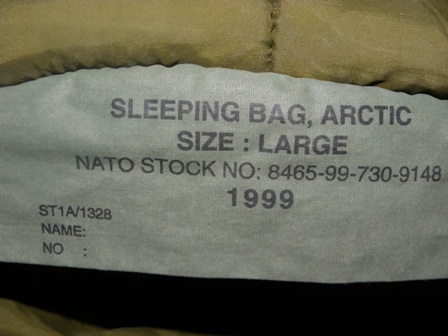 SLEEPING BAG, ARCTIC
SIZE : LARGE
NATO STOCK NO: 8465-99-730-9148
1999
ST1A/1328
NAME:
NO :